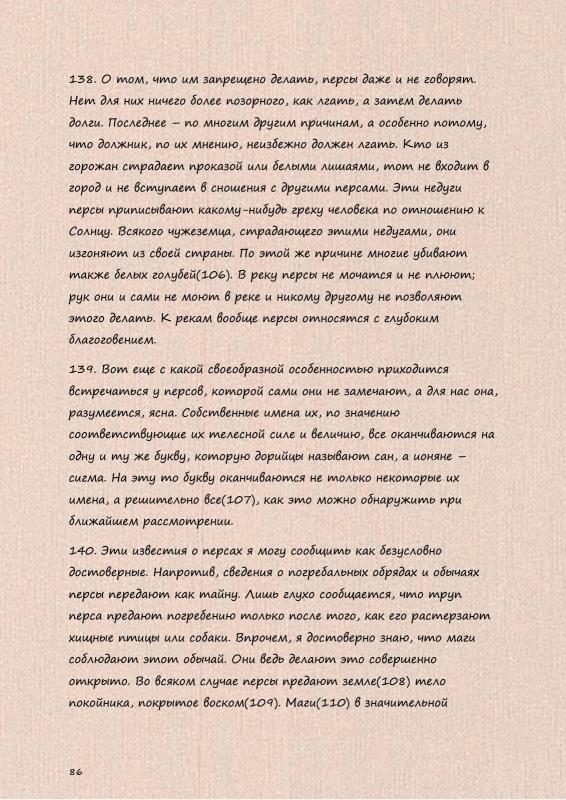 138. О том, что им запрещено делать, персы даже и не говорят.
Нет для них ничего более позорного, как лгать, а затем делать
долги. Последнее – по многим другим причинам, а особенно потому,
что должник, по их мнению, неизбежно должен лгать. Кто из
горожан страдает проказой или белыми лишаями, тот не входит в
город и не вступает в сношения с другими персами. Эти недуги
персы приписывают какому-нибудь греху человека по отношению к
Солнцу. Всякого чужеземца, страдающего этими недугами, они
изгоняют из своей страны. По этой же причине многие убивают
также белых голубей(106). В реку персы не мочатся и не плюют;
рук они и сами не моют в реке и никому другому не позволяют
этого делать. К рекам вообще персы относятся с глубоким
благоговением.
139. Вот еще с какой своеобразной особенностью приходится
встречаться у персов, которой сами они не замечают, а для нас она,
разумеется, ясна. Собственные имена их, по значению
соответствующие их телесной силе и величию, все оканчиваются на
одну и ту же букву, которую дорийцы называют сан, а ионяне –
сигма. На эту то букву оканчиваются не только некоторые их
имена, а решительно все(107), как это можно обнаружить при
ближайшем рассмотрении.
140. Эти известия о персах я могу сообщить как безусловно
достоверные. Напротив, сведения о погребальных обрядах и обычаях
персы передают как тайну. Лишь глухо сообщается, что труп
перса предают погребению только после того, как его растерзают
хищные птицы или собаки. Впрочем, я достоверно знаю, что маги
соблюдают этот обычай. Они ведь делают это совершенно
открыто. Во всяком случае персы предают земле(108) тело
покойника, покрытое воском(109). Маги(110) в значительной
86